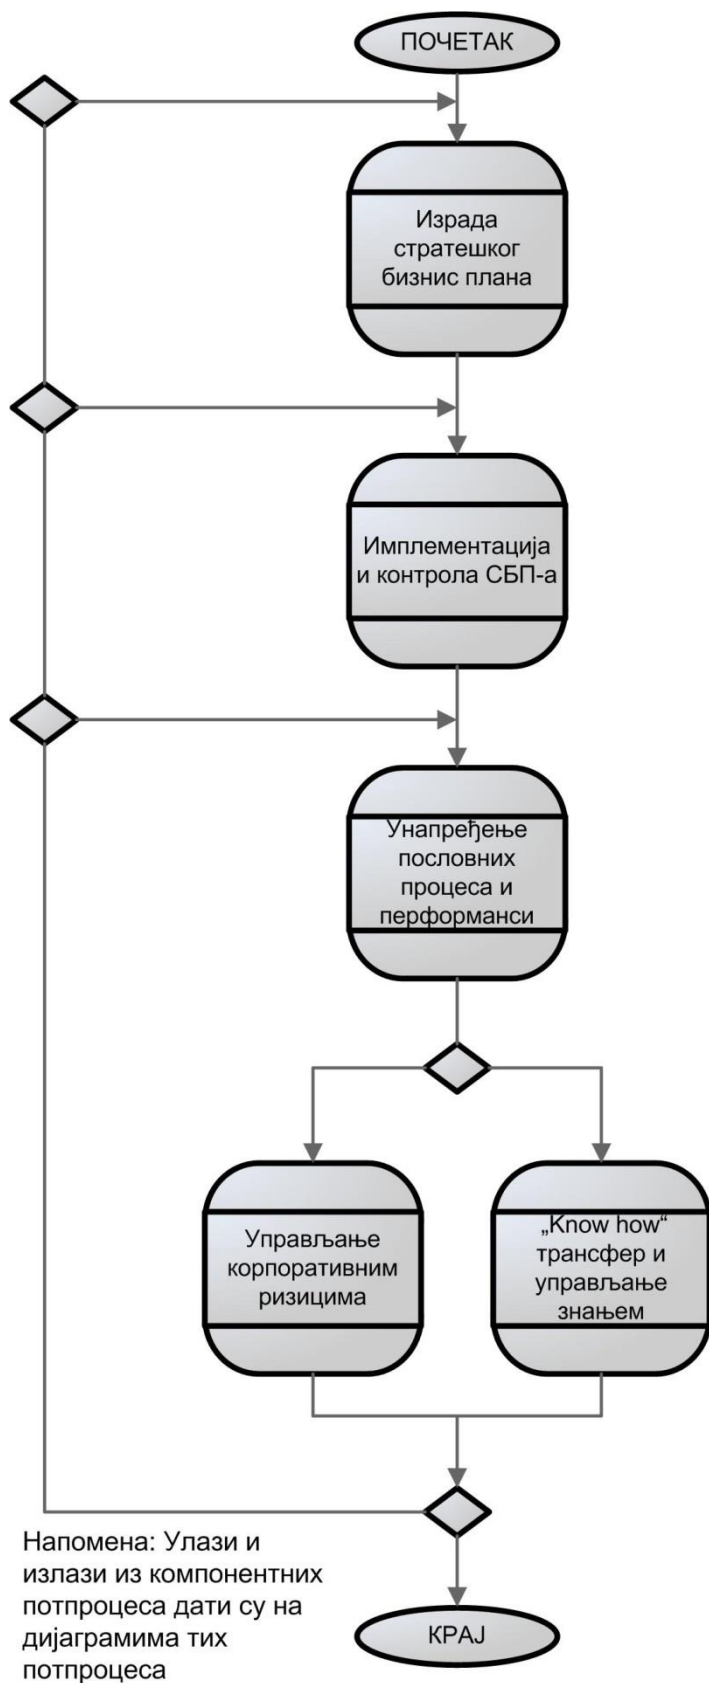 ПОЧЕТАК
Израда
стратешког
бизнис плана
Имплементација
и контрола СБП-а
Унапређење
пословних
процеса и
перформанси
Управљање
корпоративним
ризицима
„Know how“
трансфер и
управљање
знањем
Напомена: Улази и
излази из компонентних
потпроцеса дати су на
дијаграмима тих
потпроцеса
КРАЈ